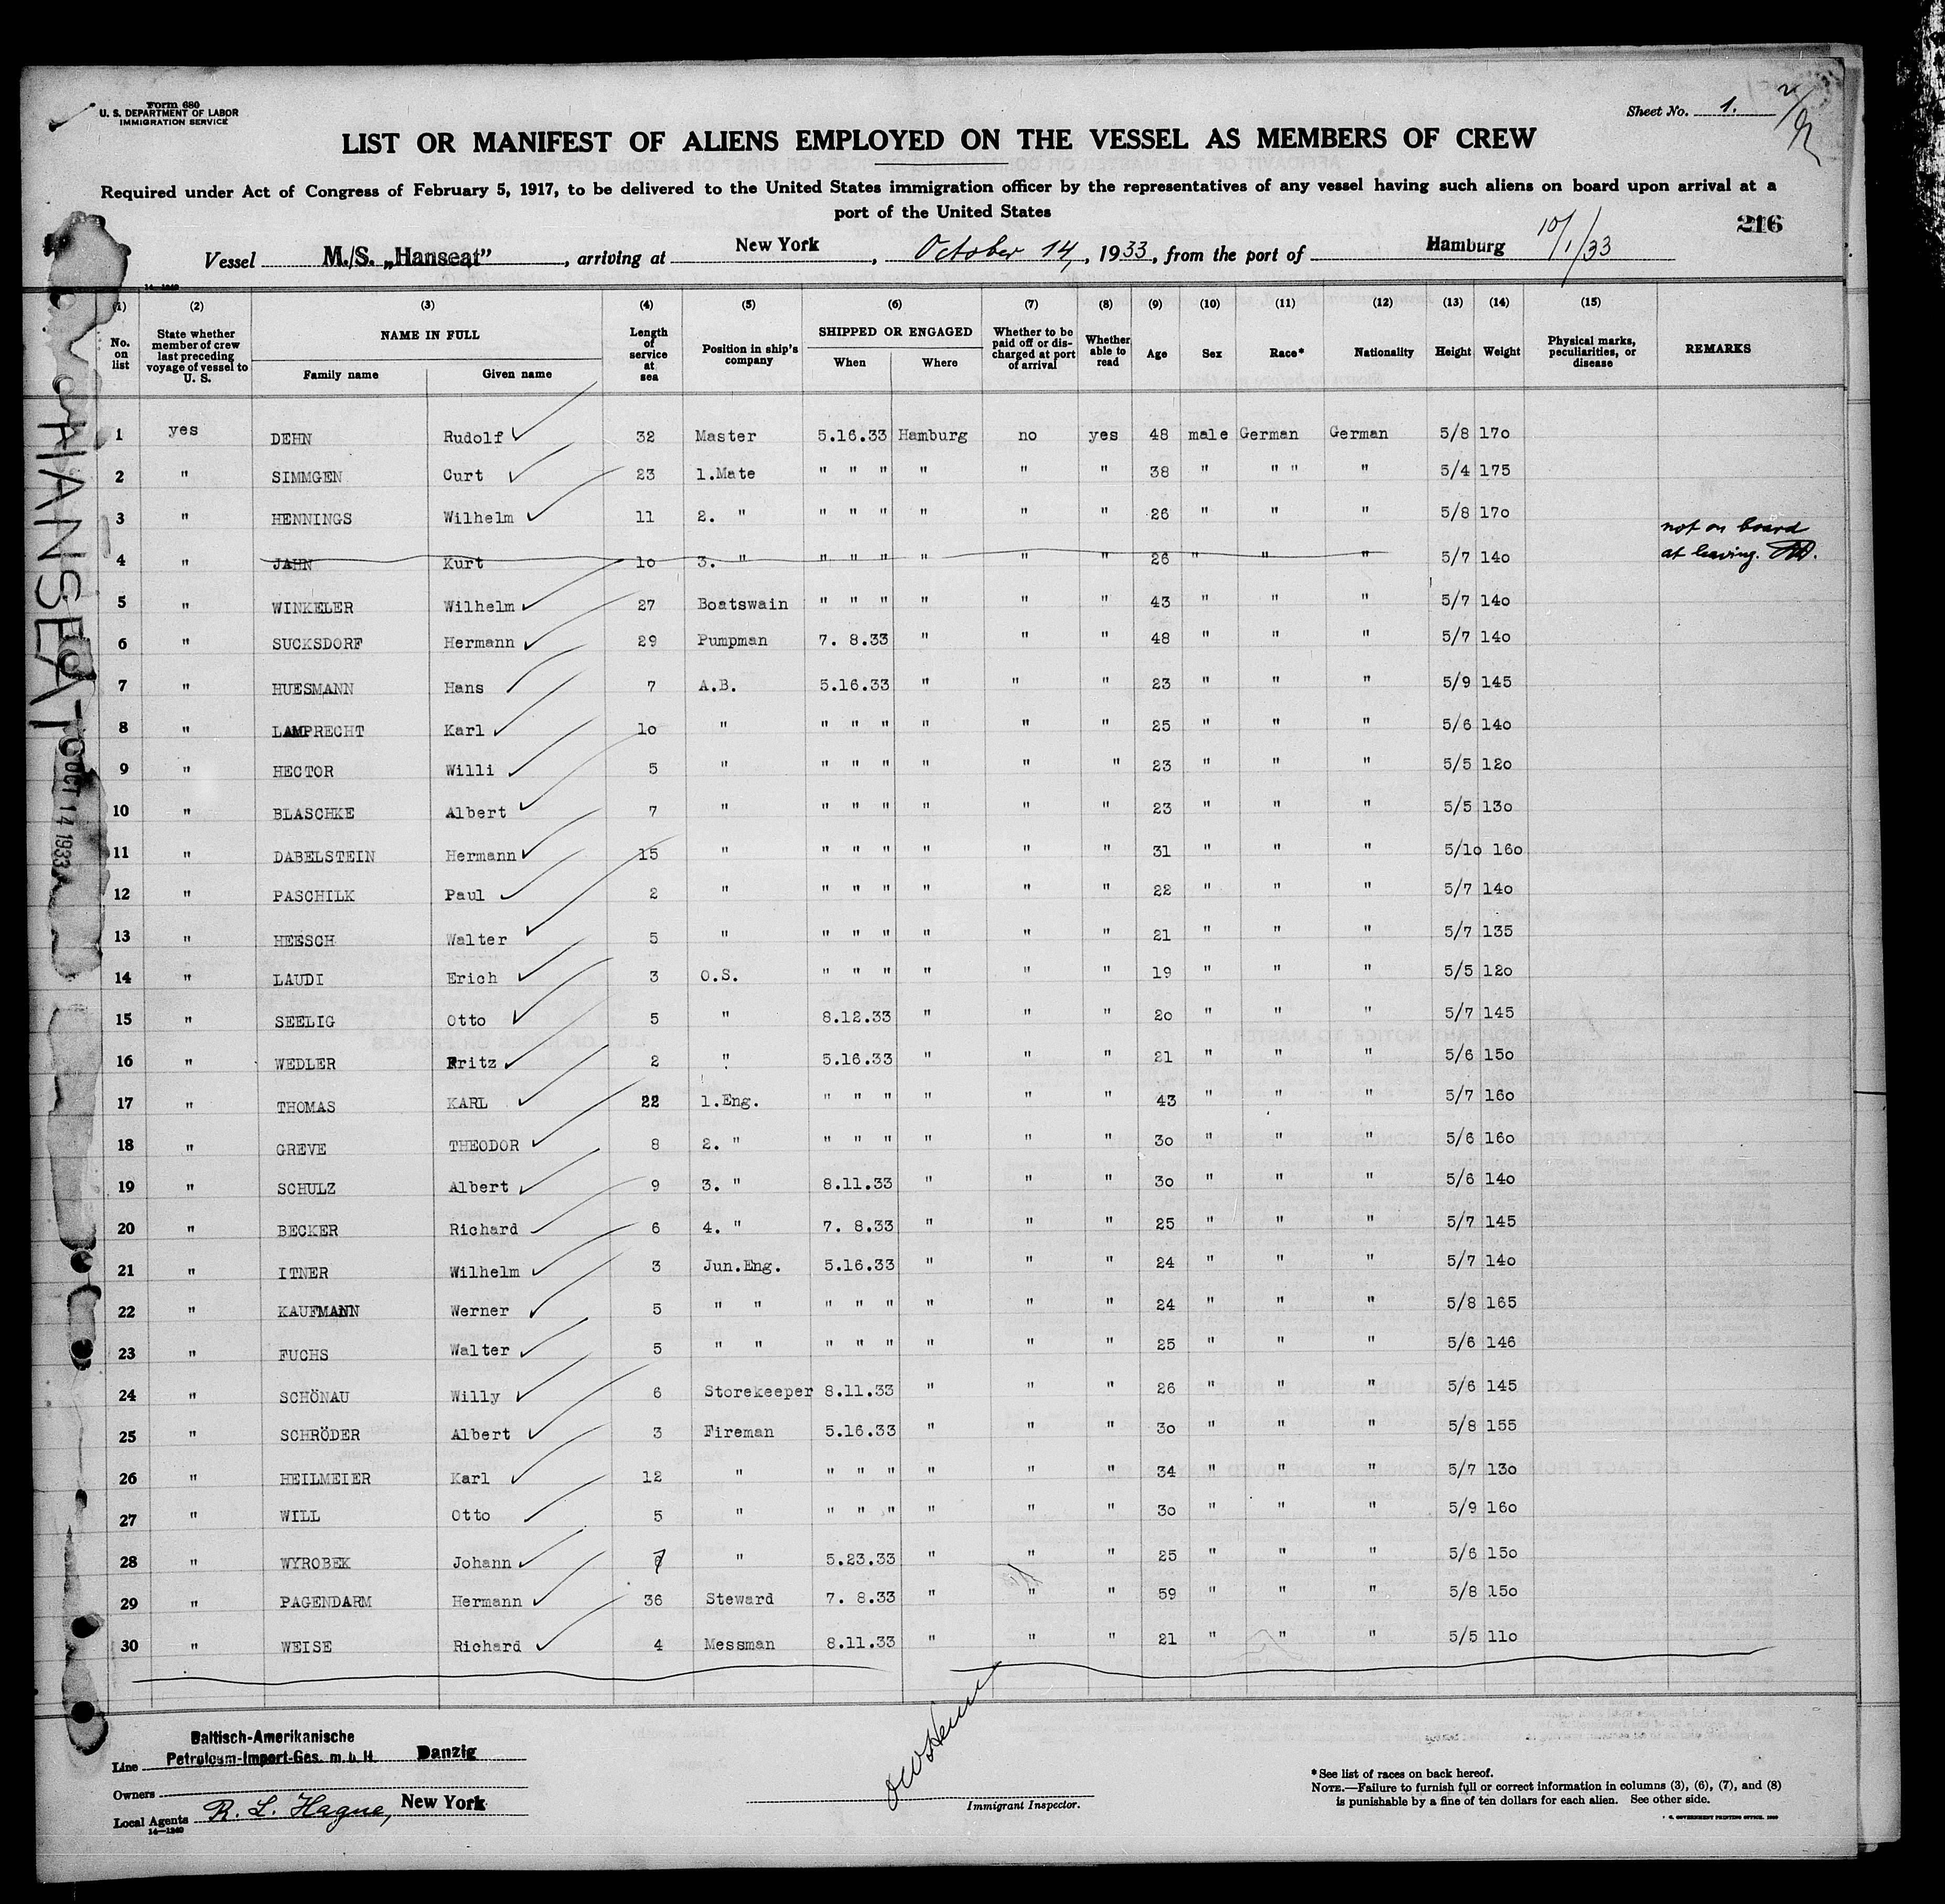 Form 680
U. S. DEPARTMENT OF LABOR
IMMIGRATION SERVICE
Sheet No. 1.
LIST OR MANIFEST OF ALIENS EMPLOYED ON THE VESSEL AS MEMBERS OF CREW
Required under Act of Congress of February 5, 1917, to be delivered to the United States immigration officer by the representatives of any vessel having such aliens on board upon arrival at a
port of the United States
216
Vessel M./S. „Hanseat", arriving at New York, October 14, 1933, from the port of Hamburg 10/1/33
14—1240
(1) (2) (3) (4) (5) (6) (7) (8) (9) (10) (11) (12) (13) (14) (15)
No. on list State whether member of crew last preceding voyage of vessel to U. S. NAME IN FULL Family name Given name Length of service at sea Position in ship's company SHIPPED OR ENGAGED When Where Whether to be paid off or discharged at port of arrival Whether able to read Age Sex Race* Nationality Height Weight Physical marks, peculiarities, or disease REMARKS
1 yes DEHN Rudolf 32 Master 5.16.33 Hamburg no yes 48 male German German 5/8 170
2 " SIMMGEN Curt 23 1.Mate " " " " " " 38 " " " " 5/4 175
3 " HENNINGS Wilhelm 11 2. " " " " " " " 26 " " " 5/8 170
4 " JAHN Kurt 10 3. " " " " " " " 26 " " " 5/7 140 not on board at leaving.
5 " WINKELER Wilhelm 27 Boatswain " " " " " " 43 " " " 5/7 140
6 " SUCKSDORF Hermann 29 Pumpman 7. 8.33 " " " 48 " " " 5/7 140
7 " HUESMANN Hans 7 A.B. 5.16.33 " " " 23 " " " 5/9 145
8 " LAMPRECHT Karl 10 " " " " " " " 25 " " " 5/6 140
9 " HECTOR Willi 5 " " " " " " " 23 " " " 5/5 120
10 " BLASCHKE Albert 7 " " " " " " " 23 " " " 5/5 130
11 " DABELSTEIN Hermann 15 " " " " " " " 31 " " " 5/10 160
12 " PASCHILK Paul 2 " " " " " " " 22 " " " 5/7 140
13 " HEESCH Walter 5 " " " " " " " 21 " " " 5/7 135
14 " LAUDI Erich 3 O.S. " " " " " " 19 " " " 5/5 120
15 " SEELIG Otto 5 " 8.12.33 " " " 20 " " " 5/7 145
16 " WEDLER Fritz 2 " 5.16.33 " " " 21 " " " 5/6 150
17 " THOMAS KARL 22 1.Eng. " " " " " " 43 " " " 5/7 160
18 " GREVE THEODOR 8 2. " " " " " " " 30 " " " 5/6 160
19 " SCHULZ Albert 9 3. " 8.11.33 " " " 30 " " " 5/6 140
20 " BECKER Richard 6 4. " 7. 8.33 " " " 25 " " " 5/7 145
21 " ITNER Wilhelm 3 Jun.Eng. 5.16.33 " " " 24 " " " 5/7 140
22 " KAUFMANN Werner 5 " " " " " " " " 24 " " " 5/8 165
23 " FUCHS Walter 5 " " " " " " " " 25 " " " 5/6 146
24 " SCHÖNAU Willy 6 Storekeeper 8.11.33 " " " 26 " " " 5/6 145
25 " SCHRÖDER Albert 3 Fireman 5.16.33 " " " 30 " " " 5/8 155
26 " HEILMEIER Karl 12 " " " " " " " 34 " " " 5/7 130
27 " WILL Otto 5 " " " " " " " 30 " " " 5/9 160
28 " WYROBEK Johann 7 " 5.23.33 " " " 25 " " " 5/6 150
29 " PAGENDARM Hermann 36 Steward 7. 8.33 " " " 59 " " " 5/8 150
30 " WEISE Richard 4 Messman 8.11.33 " " " 21 " " " 5/5 110
HANSEAT
OCT 14 1933
Line Baltisch-Amerikanische
Petroleum-Import-Ges. m. b. H. Danzig
Owners
Local Agents R. L. Hague, New York
14—1240
Immigrant Inspector.
* See list of races on back hereof.
NOTE.—Failure to furnish full or correct information in columns (3), (6), (7), and (8)
is punishable by a fine of ten dollars for each alien. See other side.
GOVERNMENT PRINTING OFFICE